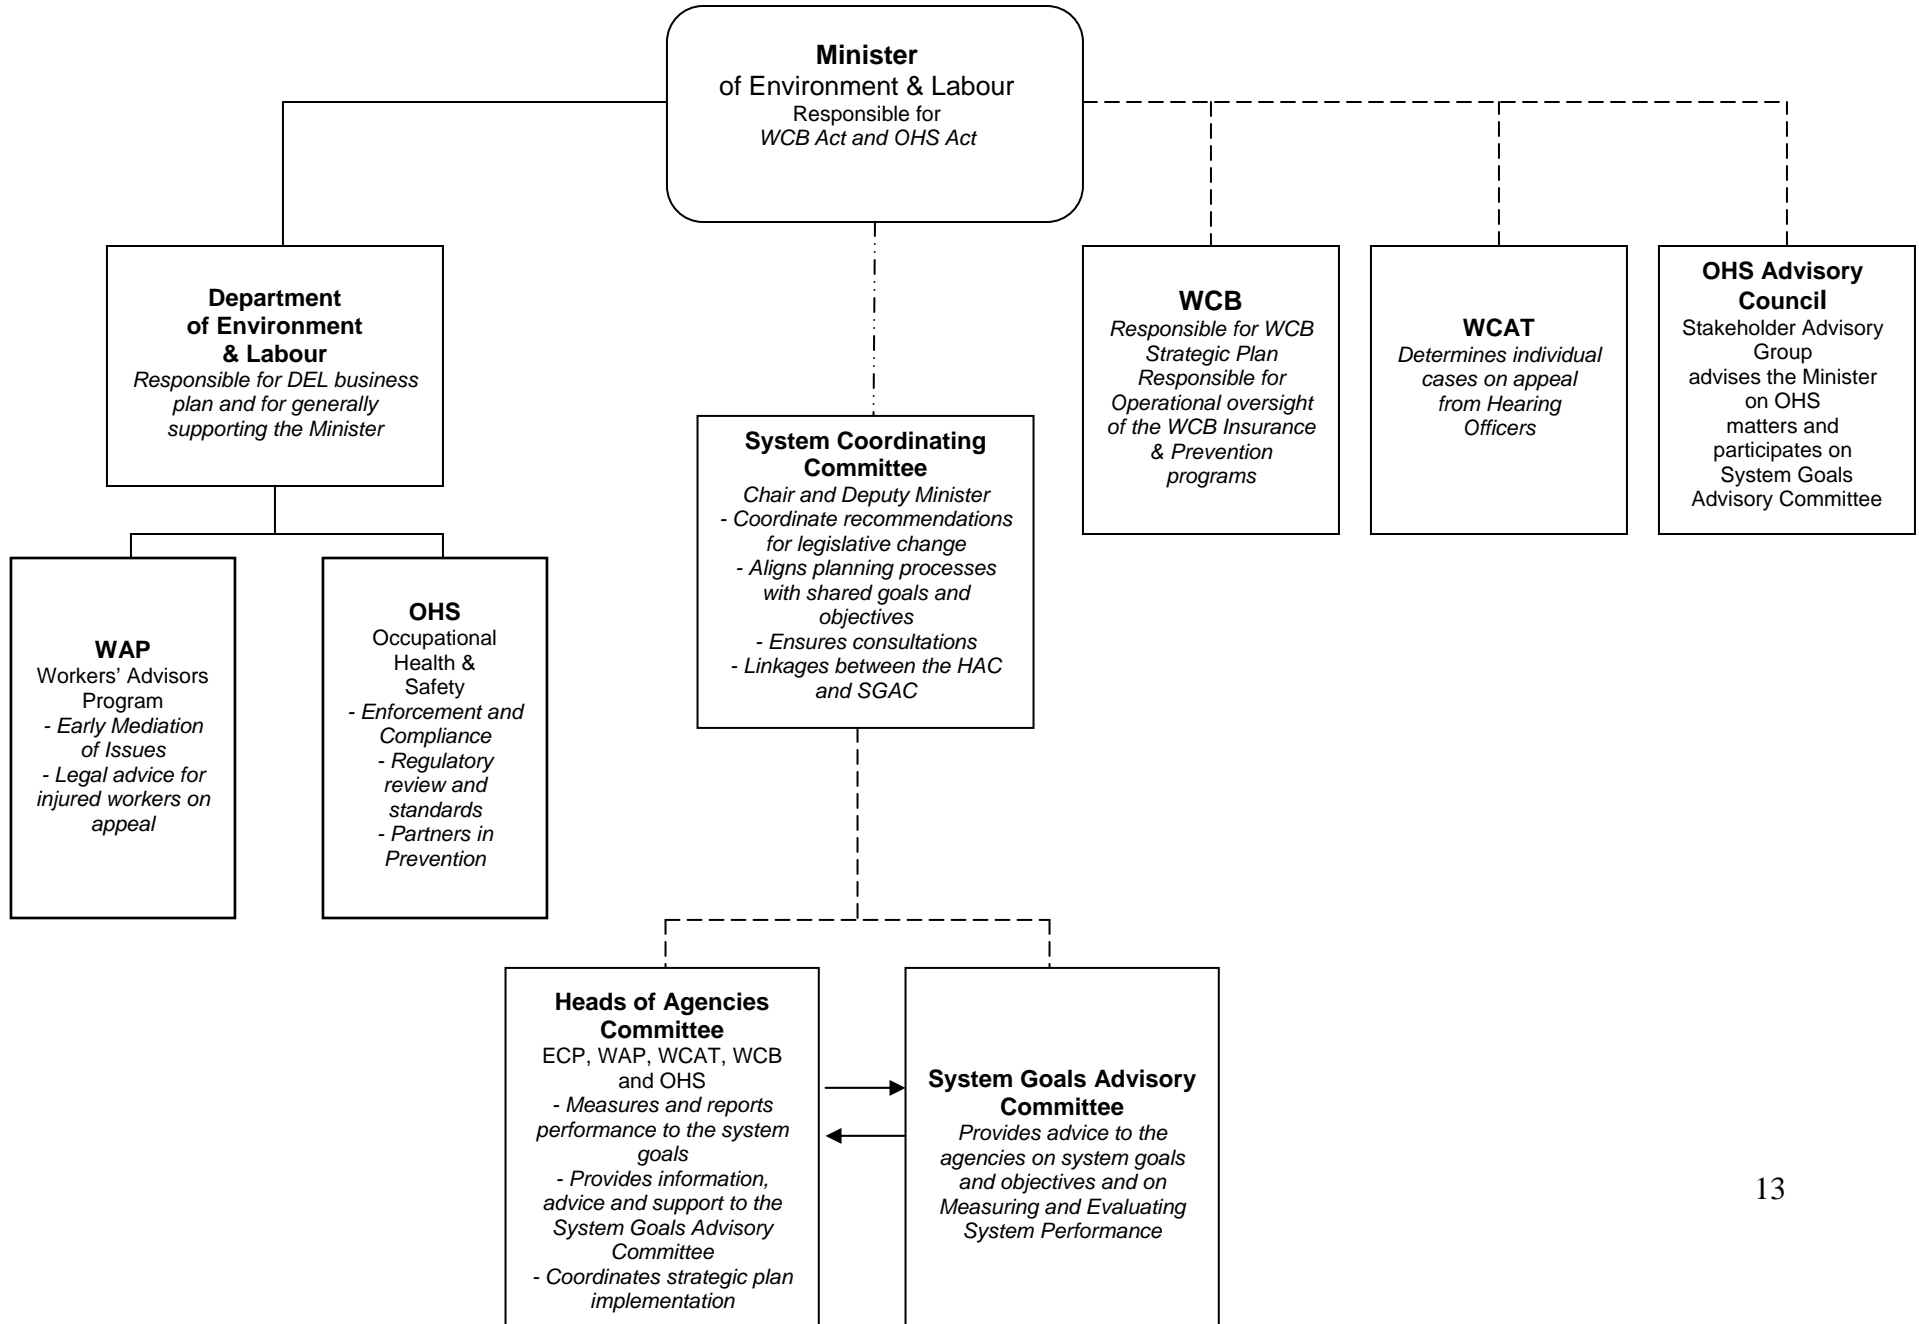 Minister
of Environment & Labour
Responsible for
WCB Act and OHS Act
Department
of Environment
& Labour
Responsible for DEL business
plan and for generally
supporting the Minister
WCB
Responsible for WCB
Strategic Plan
Responsible for
Operational oversight
of the WCB Insurance
& Prevention
programs
WCAT
Determines individual
cases on appeal
from Hearing
Officers
OHS Advisory
Council
Stakeholder Advisory
Group
advises the Minister
on OHS
matters and
participates on
System Goals
Advisory Committee
System Coordinating
Committee
Chair and Deputy Minister
- Coordinate recommendations
for legislative change
- Aligns planning processes
with shared goals and
objectives
- Ensures consultations
- Linkages between the HAC
and SGAC
WAP
Workers’ Advisors
Program
- Early Mediation
of Issues
- Legal advice for
injured workers on
appeal
OHS
Occupational
Health &
Safety
- Enforcement and
Compliance
- Regulatory
review and
standards
- Partners in
Prevention
Heads of Agencies
Committee
ECP, WAP, WCAT, WCB
and OHS
- Measures and reports
performance to the system
goals
- Provides information,
advice and support to the
System Goals Advisory
Committee
- Coordinates strategic plan
implementation
System Goals Advisory
Committee
Provides advice to the
agencies on system goals
and objectives and on
Measuring and Evaluating
System Performance
13